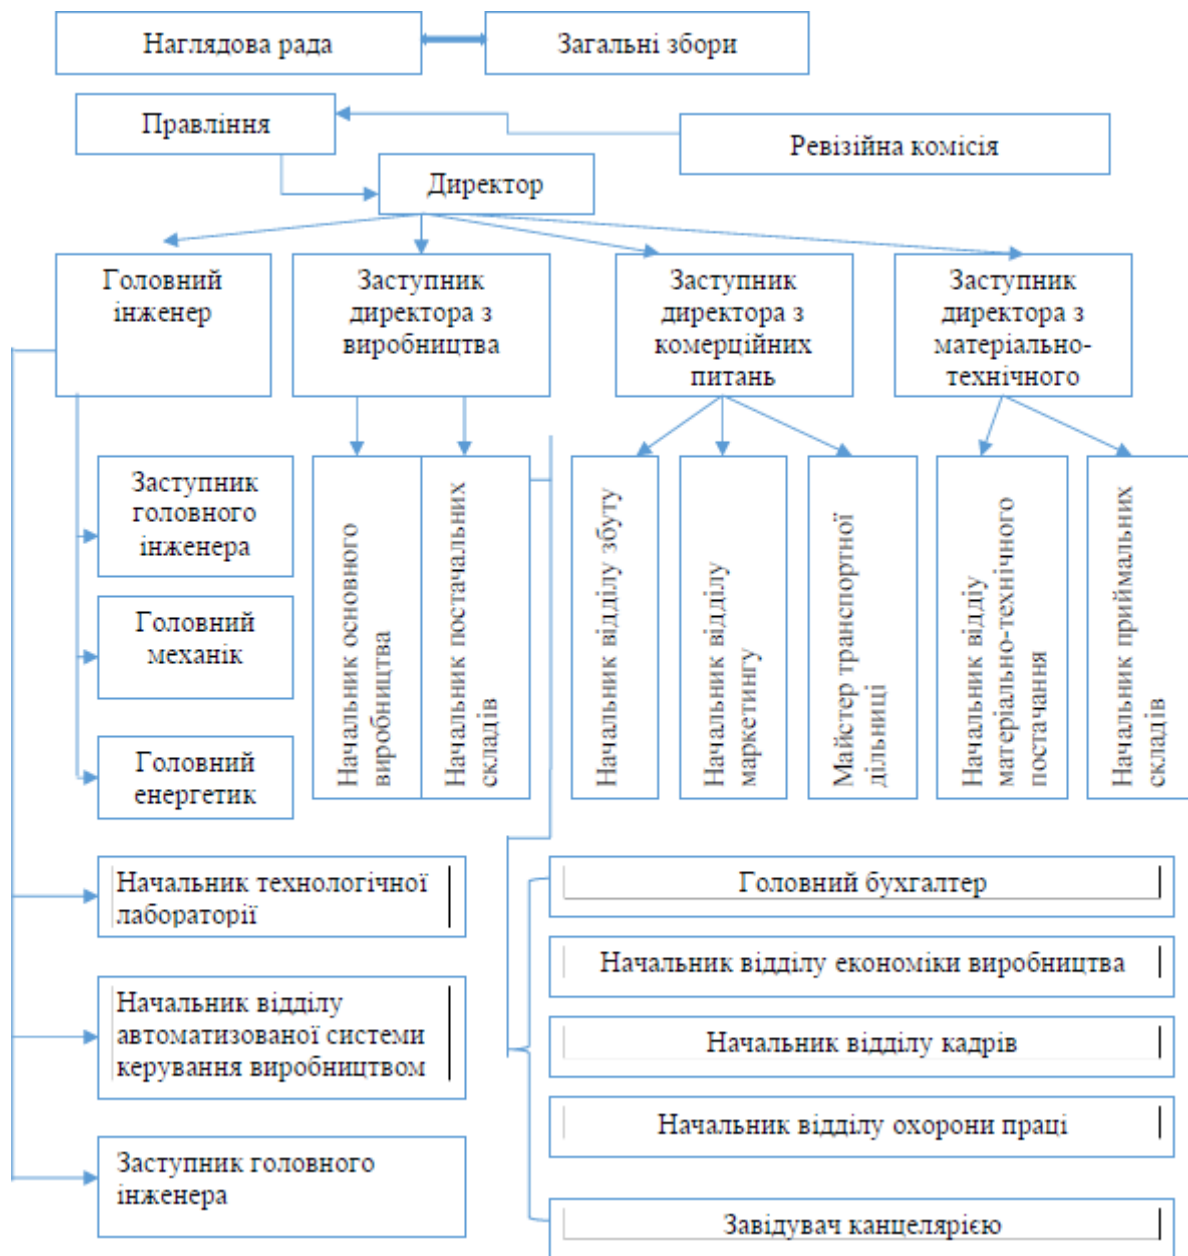 Наглядова рада
Загальні збори
Правління
Ревізійна комісія
Директор
Головний
інженер
Заступник
директора з
виробництва
Заступник
директора з
комерційних
питань
Заступник
директора з
матеріально-
технічного
Заступник
головного
інженера
Головний
механік
Головний
енергетик
Начальник основного
виробництва
Начальник постачальних
складів
Начальник відділу збуту
Начальник відділу
маркетингу
Майстер транспортної
дільниці
Начальник віддіу
матеріально-технічного
постачання
Начальник приймальних
складів
Начальник технологічної
лабораторії
Начальник відділу
автоматизованої системи
керування виробництвом
Заступник головного
інженера
Головний бухгалтер
Начальник відділу економіки виробництва
Начальник відділу кадрів
Начальник відділу охорони праці
Завідувач канцелярією